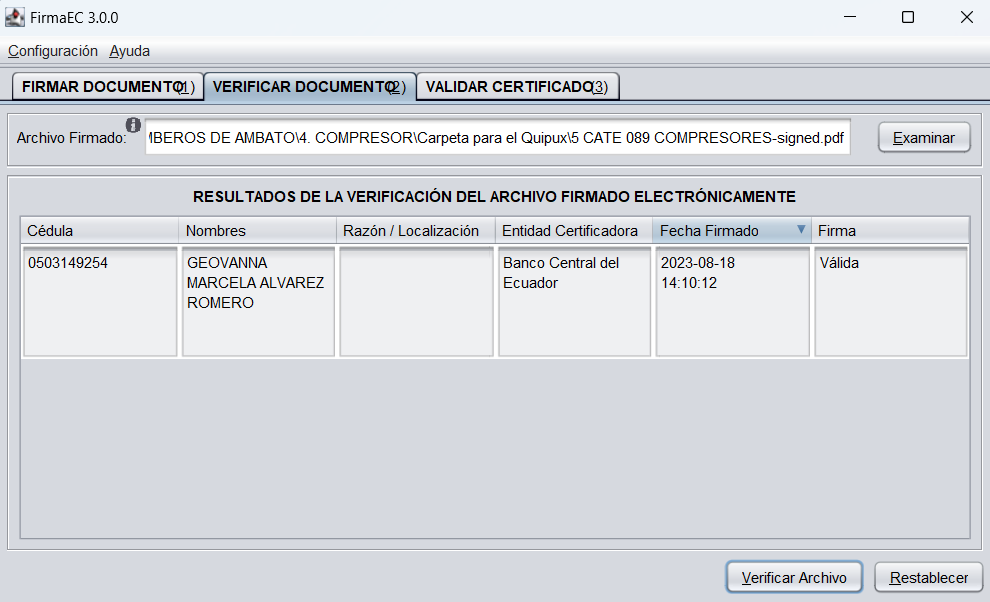 FirmaEC 3.0.0
Configuración Ayuda
FIRMAR DOCUMENTO(1) VERIFICAR DOCUMENTO(2) VALIDAR CERTIFICADO(3)
Archivo Firmado: MBEROS DE AMBATO\4. COMPRESOR\Carpeta para el Quipux\5 CATE 089 COMPRESORES-signed.pdf Examinar
RESULTADOS DE LA VERIFICACIÓN DEL ARCHIVO FIRMADO ELECTRÓNICAMENTE
Cédula Nombres Razón / Localización Entidad Certificadora Fecha Firmado Firma
0503149254 GEOVANNA Banco Central del 2023-08-18 Válida
MARCELA ALVAREZ Ecuador 14:10:12
ROMERO
Verificar Archivo Restablecer